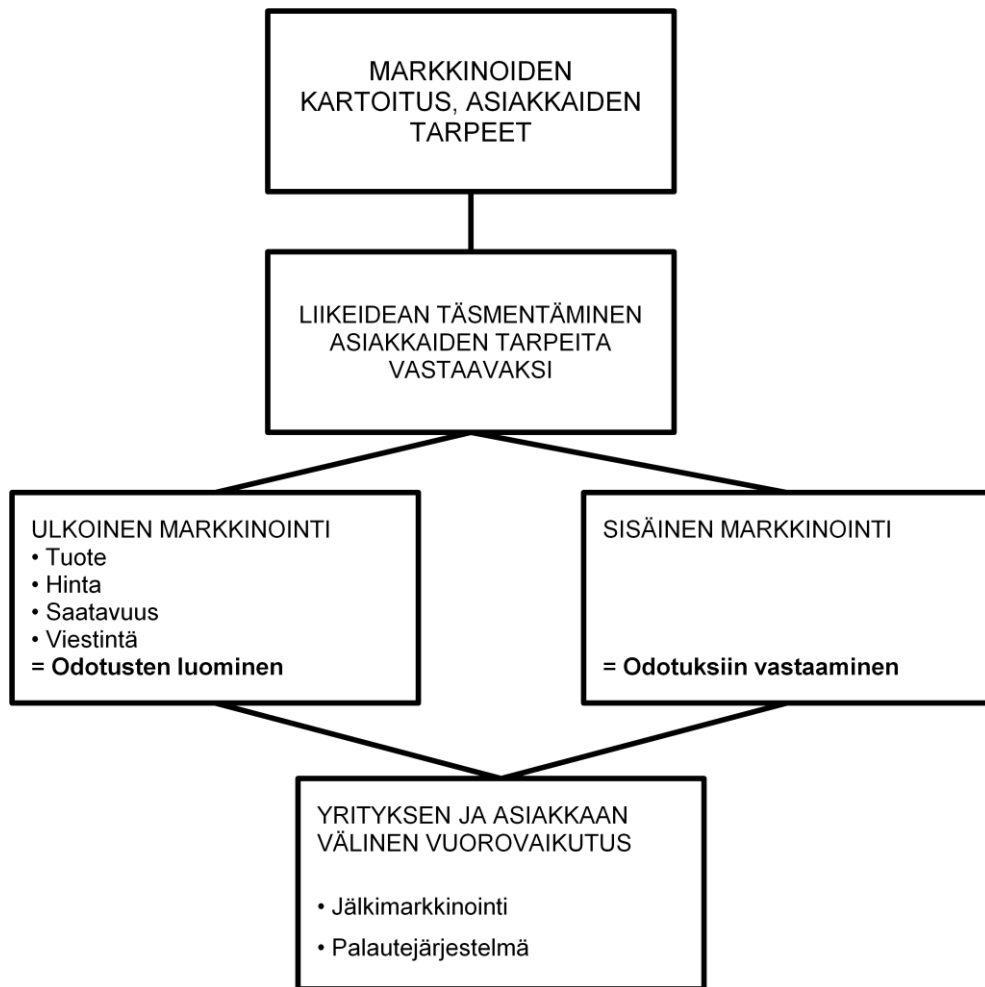 MARKKINOIDEN
KARTOITUS, ASIAKKAIDEN
TARPEET
LIIKEIDEAN TÄSMENTÄMINEN
ASIAKKAIDEN TARPEITA
VASTAAVAKSI
ULKOINEN MARKKINOINTI
• Tuote
• Hinta
• Saatavuus
• Viestintä
= Odotusten luominen
SISÄINEN MARKKINOINTI
= Odotuksiin vastaaminen
YRITYKSEN JA ASIAKKAAN
VÄLINEN VUOROVAIKUTUS
• Jälkimarkkinointi
• Palautejärjestelmä